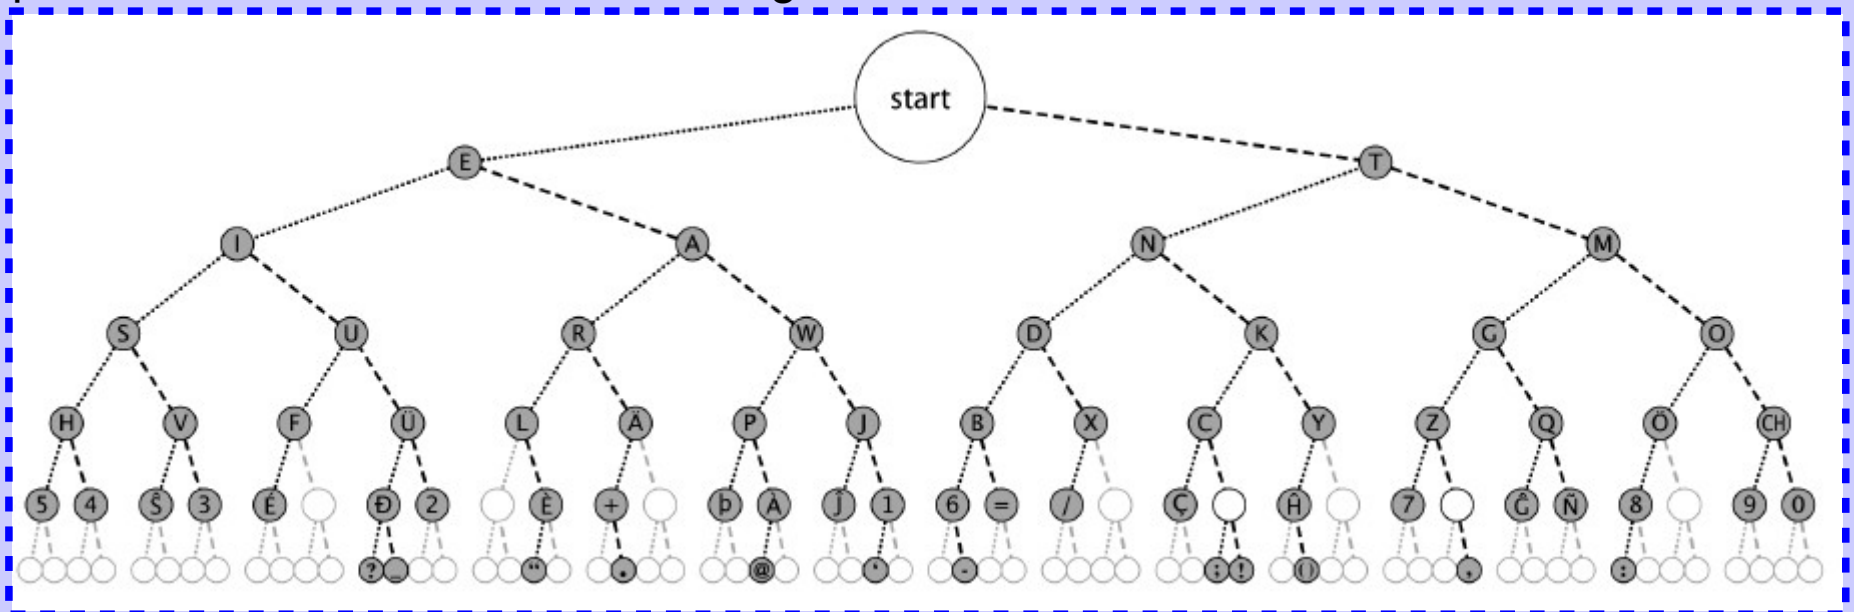 start
E T
I A N M
S U R W D K G O
H V F Ü L Ä P J B X C Y Z Q Ö CH
5 4 Ŝ 3 É Đ 2 È + þ À Ĵ 1 6 = / Ç Ĥ 7 Ĝ Ñ 8 9 0
? _ " . @ ' - ; ! () , :